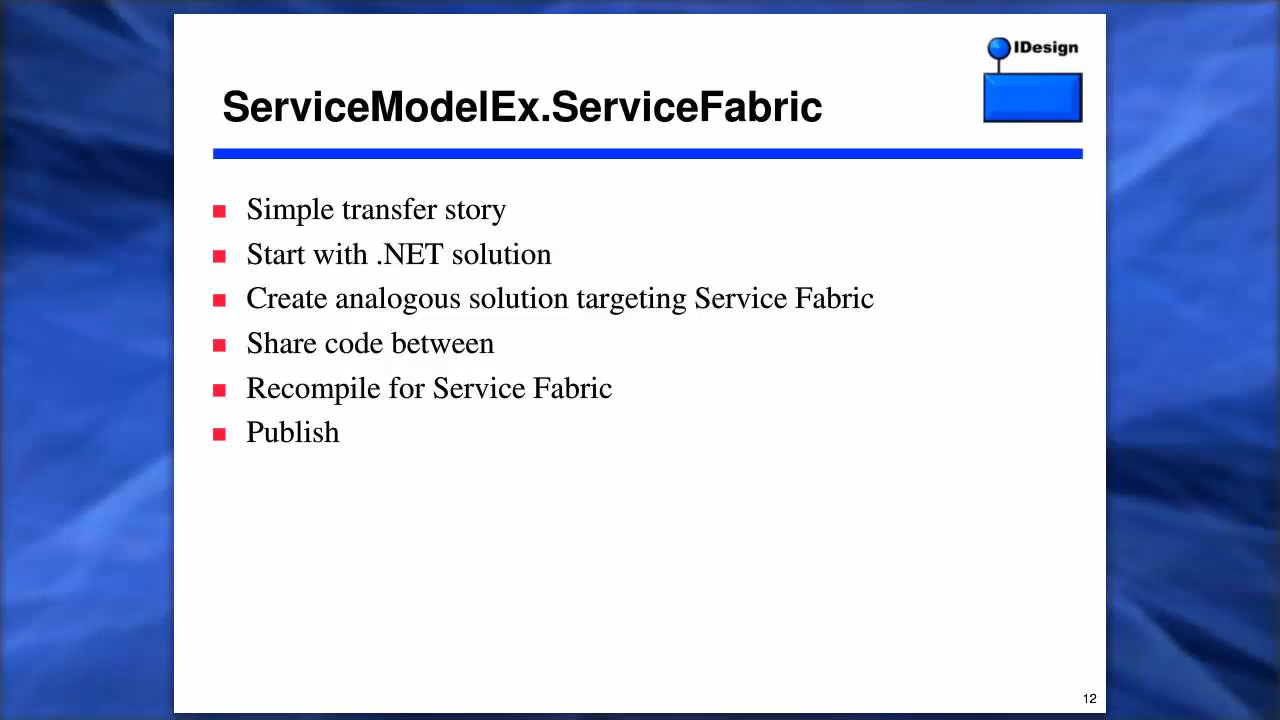 IDesign
ServiceModelEx.ServiceFabric
Simple transfer story
Start with .NET solution
Create analogous solution targeting Service Fabric
Share code between
Recompile for Service Fabric
Publish
12